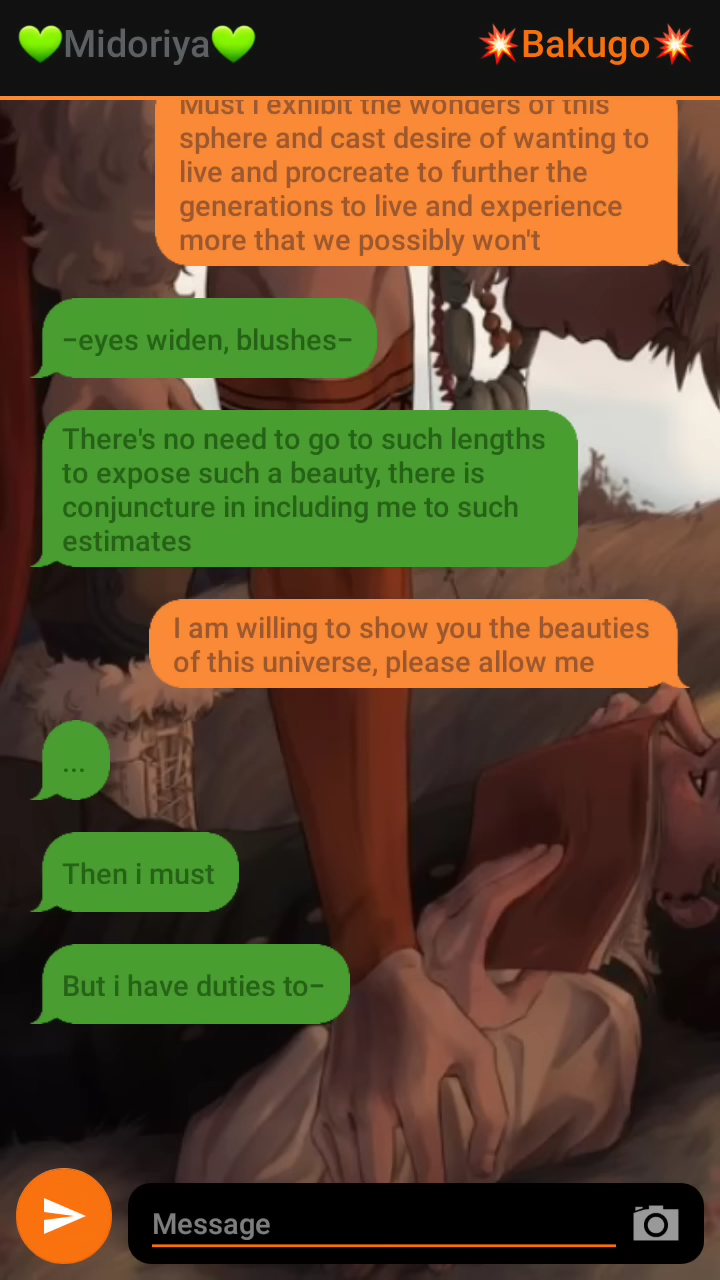 💚Midoriya💚
💥Bakugo💥
Must i exhibit the wonders of this
sphere and cast desire of wanting to
live and procreate to further the
generations to live and experience
more that we possibly won't
–eyes widen, blushes–
There's no need to go to such lengths
to expose such a beauty, there is
conjuncture in including me to such
estimates
I am willing to show you the beauties
of this universe, please allow me
...
Then i must
But i have duties to–
Message